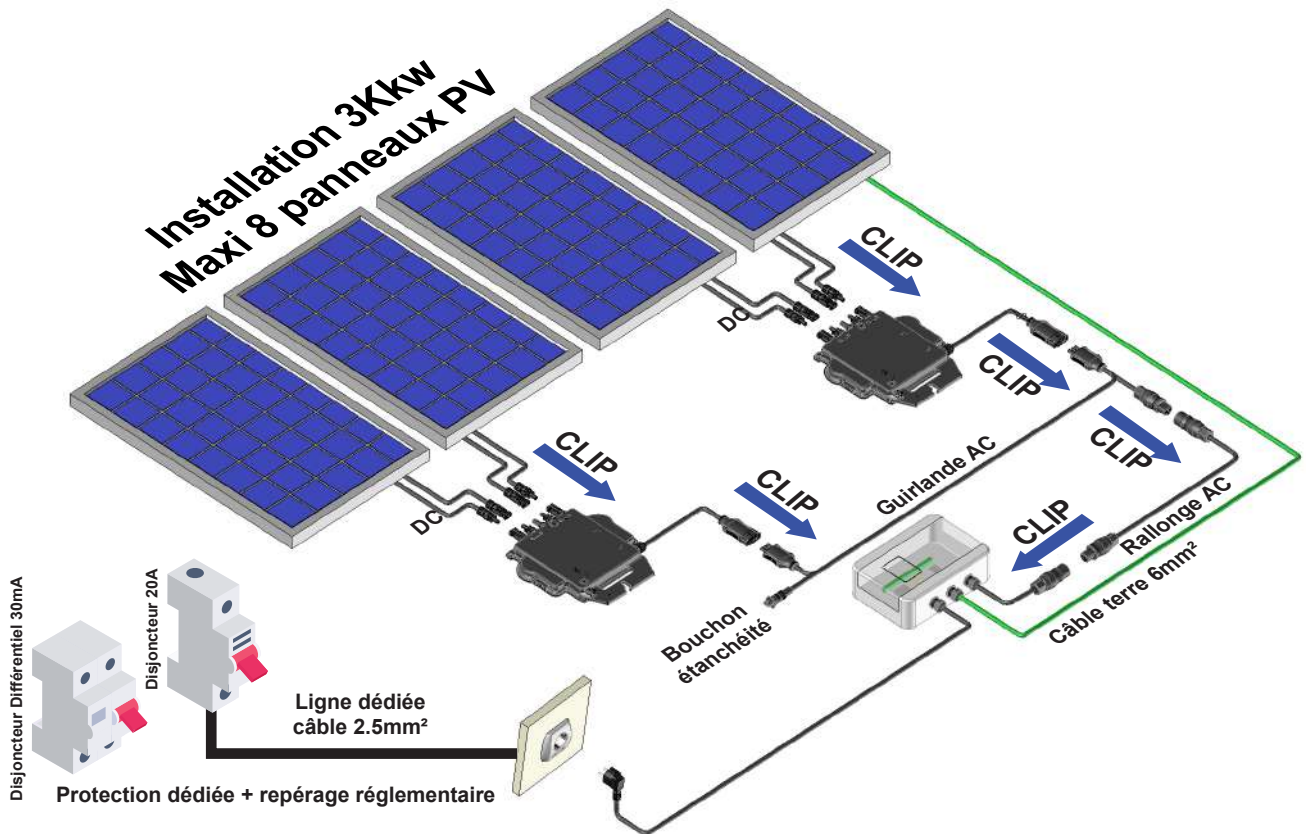 Installation 3Kkw
Maxi 8 panneaux PV
CLIP
DC
CLIP
CLIP
CLIP
CLIP
DC
Guirlande AC
CLIP
Rallonge AC
Câble terre 6mm²
Bouchon
étanchéité
Disjoncteur Différentiel 30mA
Disjoncteur 20A
Ligne dédiée
câble 2.5mm²
Protection dédiée + repérage réglementaire